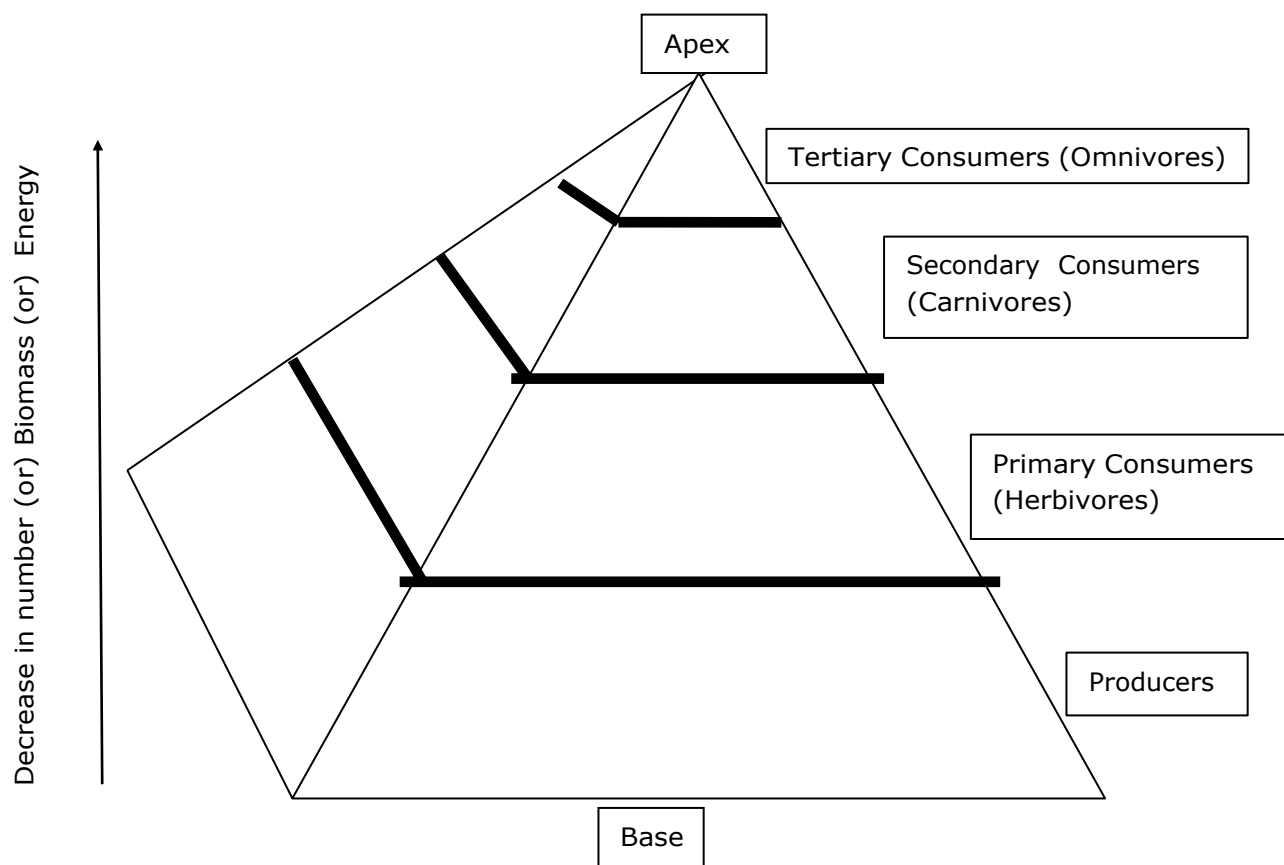 Apex
Tertiary Consumers (Omnivores)
Secondary Consumers
(Carnivores)
Primary Consumers
(Herbivores)
Producers
Base
Decrease in number (or) Biomass (or) Energy